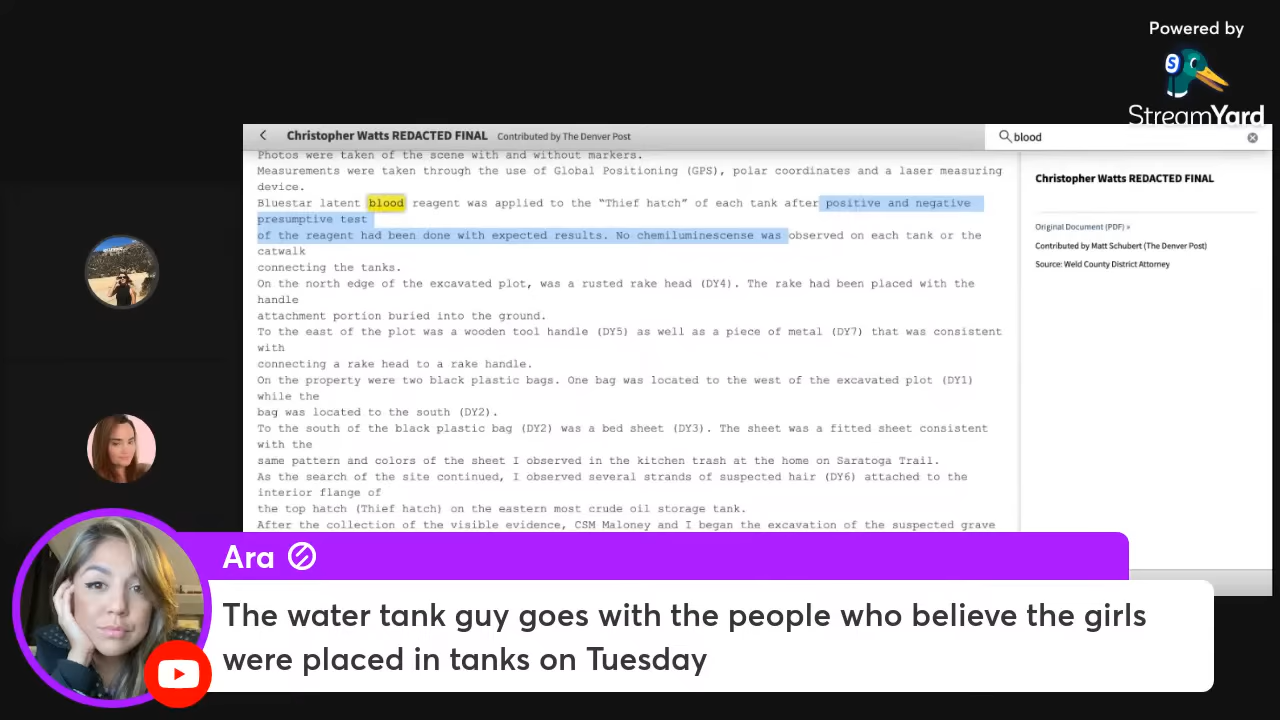 Powered by
StreamYard
Christopher Watts REDACTED FINAL Contributed by The Denver Post
blood
Photos were taken of the scene with and without markers.
Measurements were taken through the use of Global Positioning (GPS), polar coordinates and a laser measuring
device.
Bluestar latent blood reagent was applied to the “Thief hatch” of each tank after positive and negative
presumptive test
of the reagent had been done with expected results. No chemiluminescense was observed on each tank or the
catwalk
connecting the tanks.
On the north edge of the excavated plot, was a rusted rake head (DY4). The rake had been placed with the
handle
attachment portion buried into the ground.
To the east of the plot was a wooden tool handle (DY5) as well as a piece of metal (DY7) that was consistent
with
connecting a rake head to a rake handle.
On the property were two black plastic bags. One bag was located to the west of the excavated plot (DY1)
while the
bag was located to the south (DY2).
To the south of the black plastic bag (DY2) was a bed sheet (DY3). The sheet was a fitted sheet consistent
with the
same pattern and colors of the sheet I observed in the kitchen trash at the home on Saratoga Trail.
As the search of the site continued, I observed several strands of suspected hair (DY6) attached to the
interior flange of
the top hatch (Thief hatch) on the eastern most crude oil storage tank.
After the collection of the visible evidence, CSM Maloney and I began the excavation of the suspected grave
Christopher Watts REDACTED FINAL
Original Document (PDF) »
Contributed by Matt Schubert (The Denver Post)
Source: Weld County District Attorney
Ara
The water tank guy goes with the people who believe the girls
were placed in tanks on Tuesday